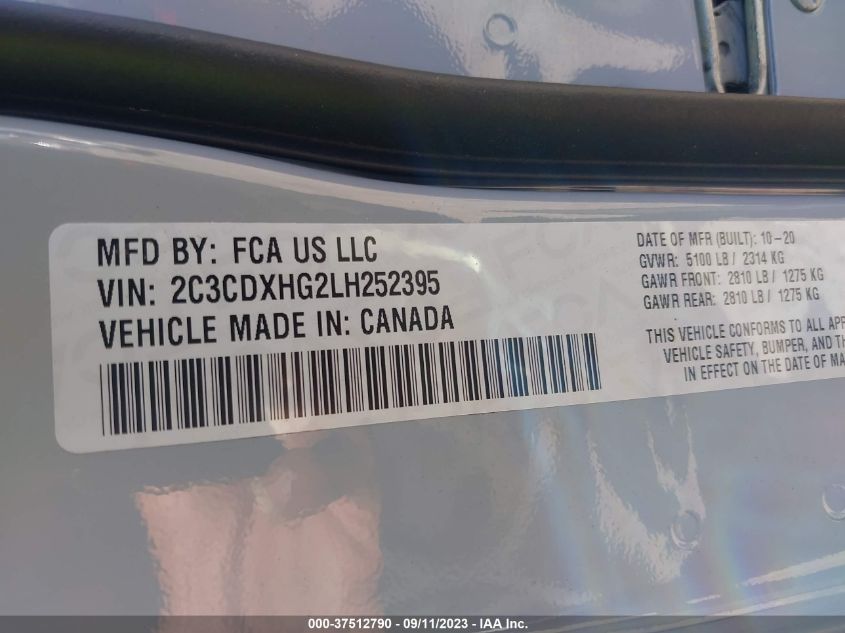 MFD BY: FCA US LLC
VIN: 2C3CDXHG2LH252395
VEHICLE MADE IN: CANADA
DATE OF MFR (BUILT): 10-20
GVWR: 5100 LB / 2314 KG
GAWR FRONT: 2810 LB / 1275 KG
GAWR REAR: 2810 LB / 1275 KG
THIS VEHICLE CONFORMS TO ALL
VEHICLE SAFETY, BUMPER, AND
IN EFFECT ON THE DATE OF
000-37512790 - 09/11/2023 - IAA Inc.